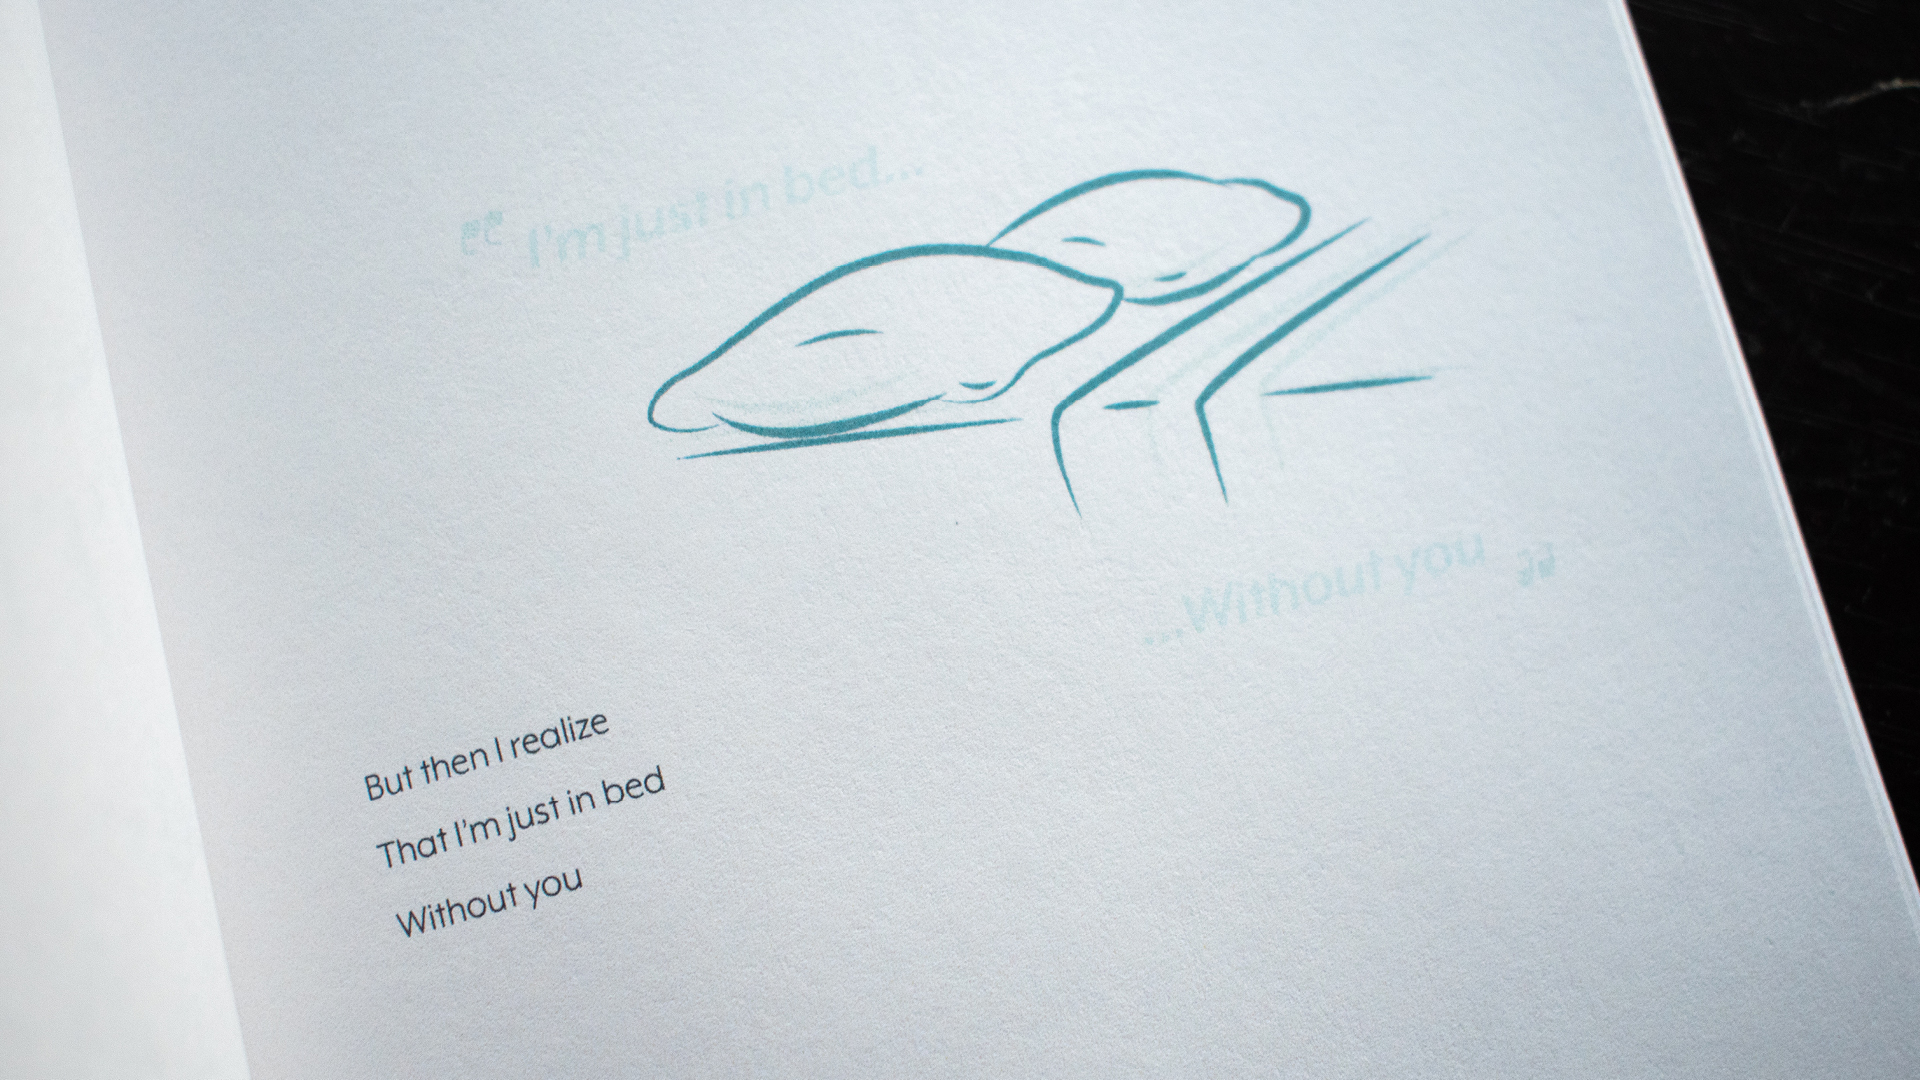 “ I'm just in bed...
...Without you ”
But then I realize
That I'm just in bed
Without you